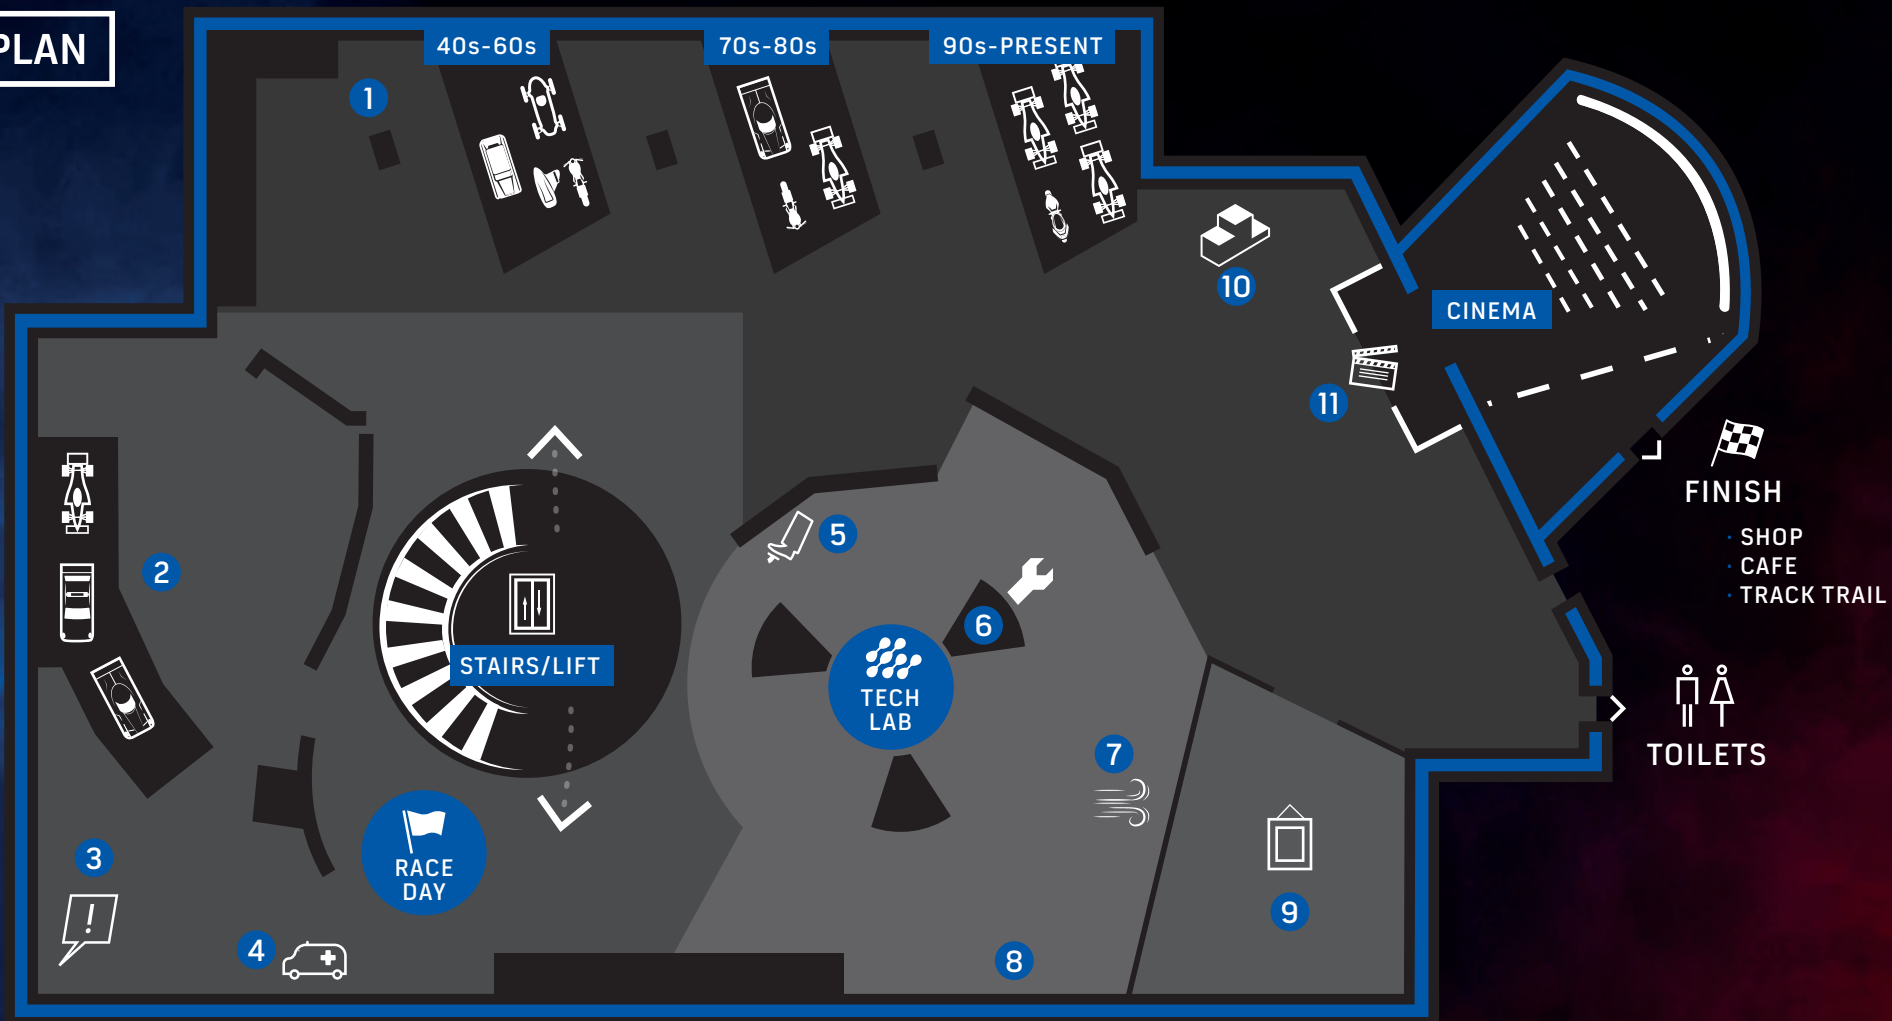 PLAN
40s-60s
70s-80s
90s-PRESENT
1
10
CINEMA
11
FINISH
· SHOP
· CAFE
· TRACK TRAIL
2
5
6
STAIRS/LIFT
TECH
LAB
7
TOILETS
3
!
RACE
DAY
4
8
9